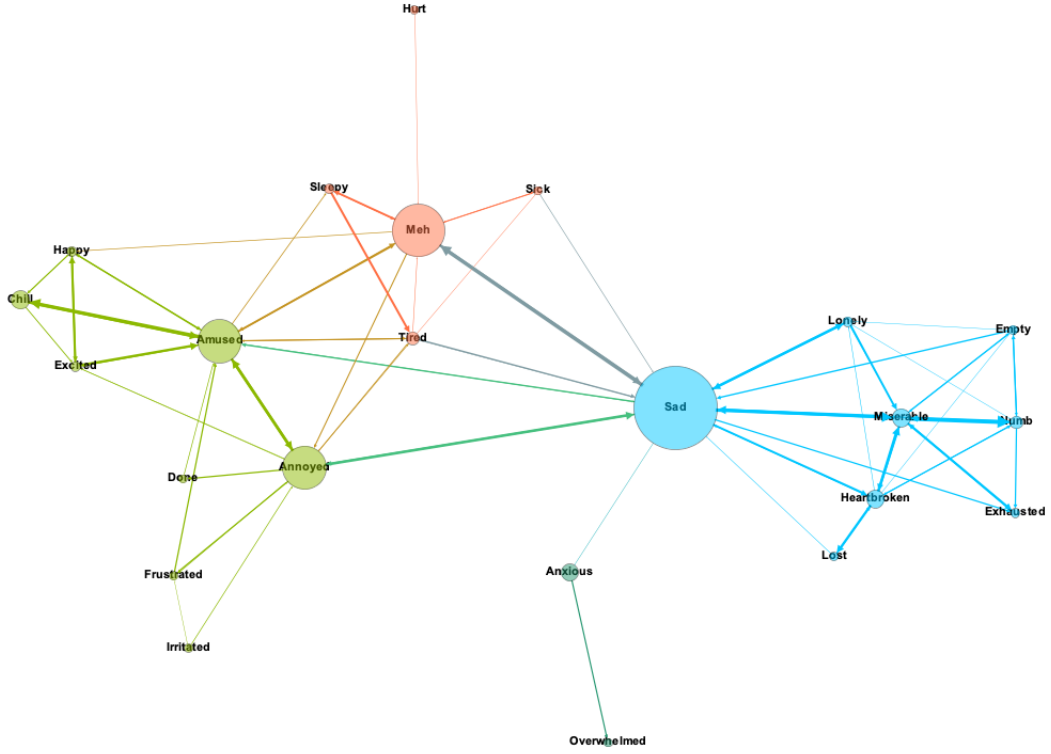 Hurt
Sleepy
Sick
Meh
Happy
Chill
Amused
Tired
Excited
Lonely
Empty
Sad
Miserable
Numb
Annoyed
Done
Heartbroken
Exhausted
Lost
Frustrated
Anxious
Irritated
Overwhelmed